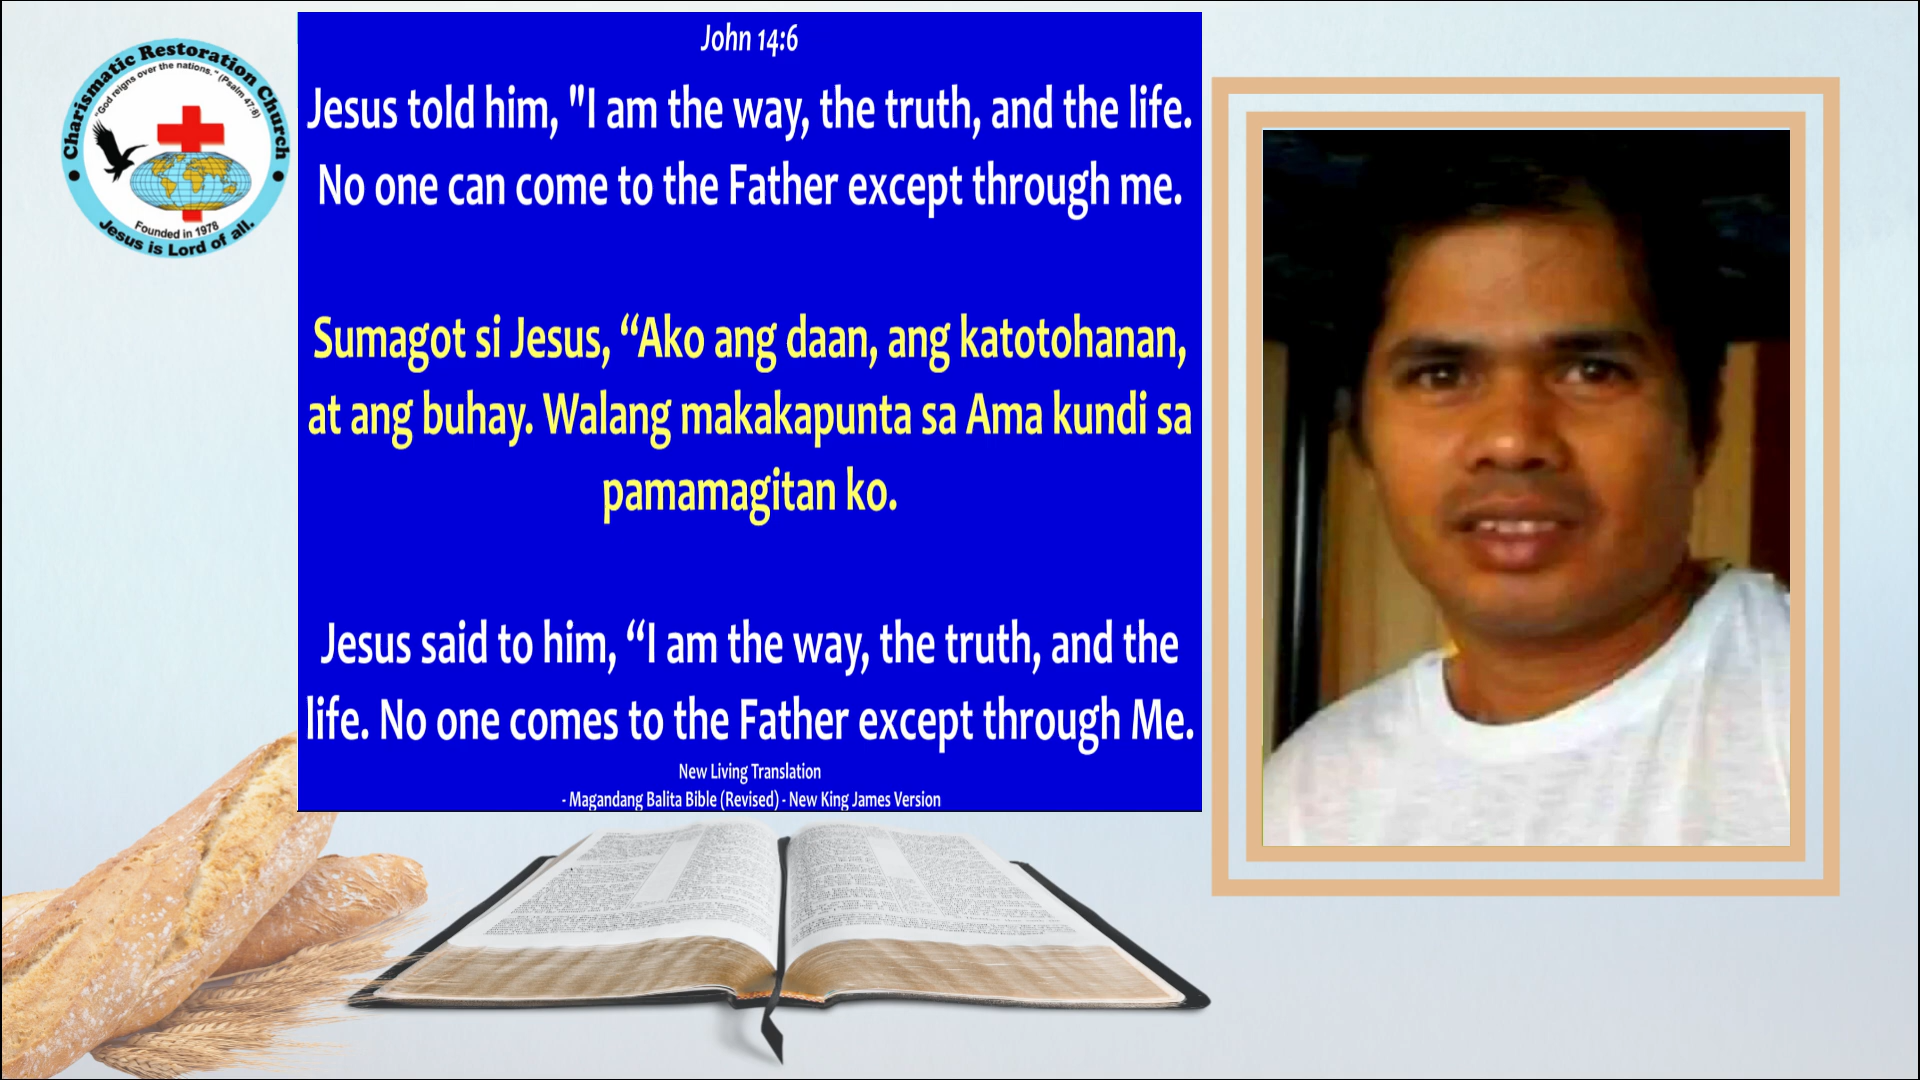 Charismatic Restoration Church
"God reigns over the nations." (Psalm 47:8)
Founded in 1978
Jesus is Lord of all.
John 14:6
Jesus told him, "I am the way, the truth, and the life.
No one can come to the Father except through me.
Sumagot si Jesus, “Ako ang daan, ang katotohanan,
at ang buhay. Walang makakapunta sa Ama kundi sa
pamamagitan ko.
Jesus said to him, “I am the way, the truth, and the
life. No one comes to the Father except through Me.
New Living Translation
- Magandang Balita Bible (Revised) - New King James Version